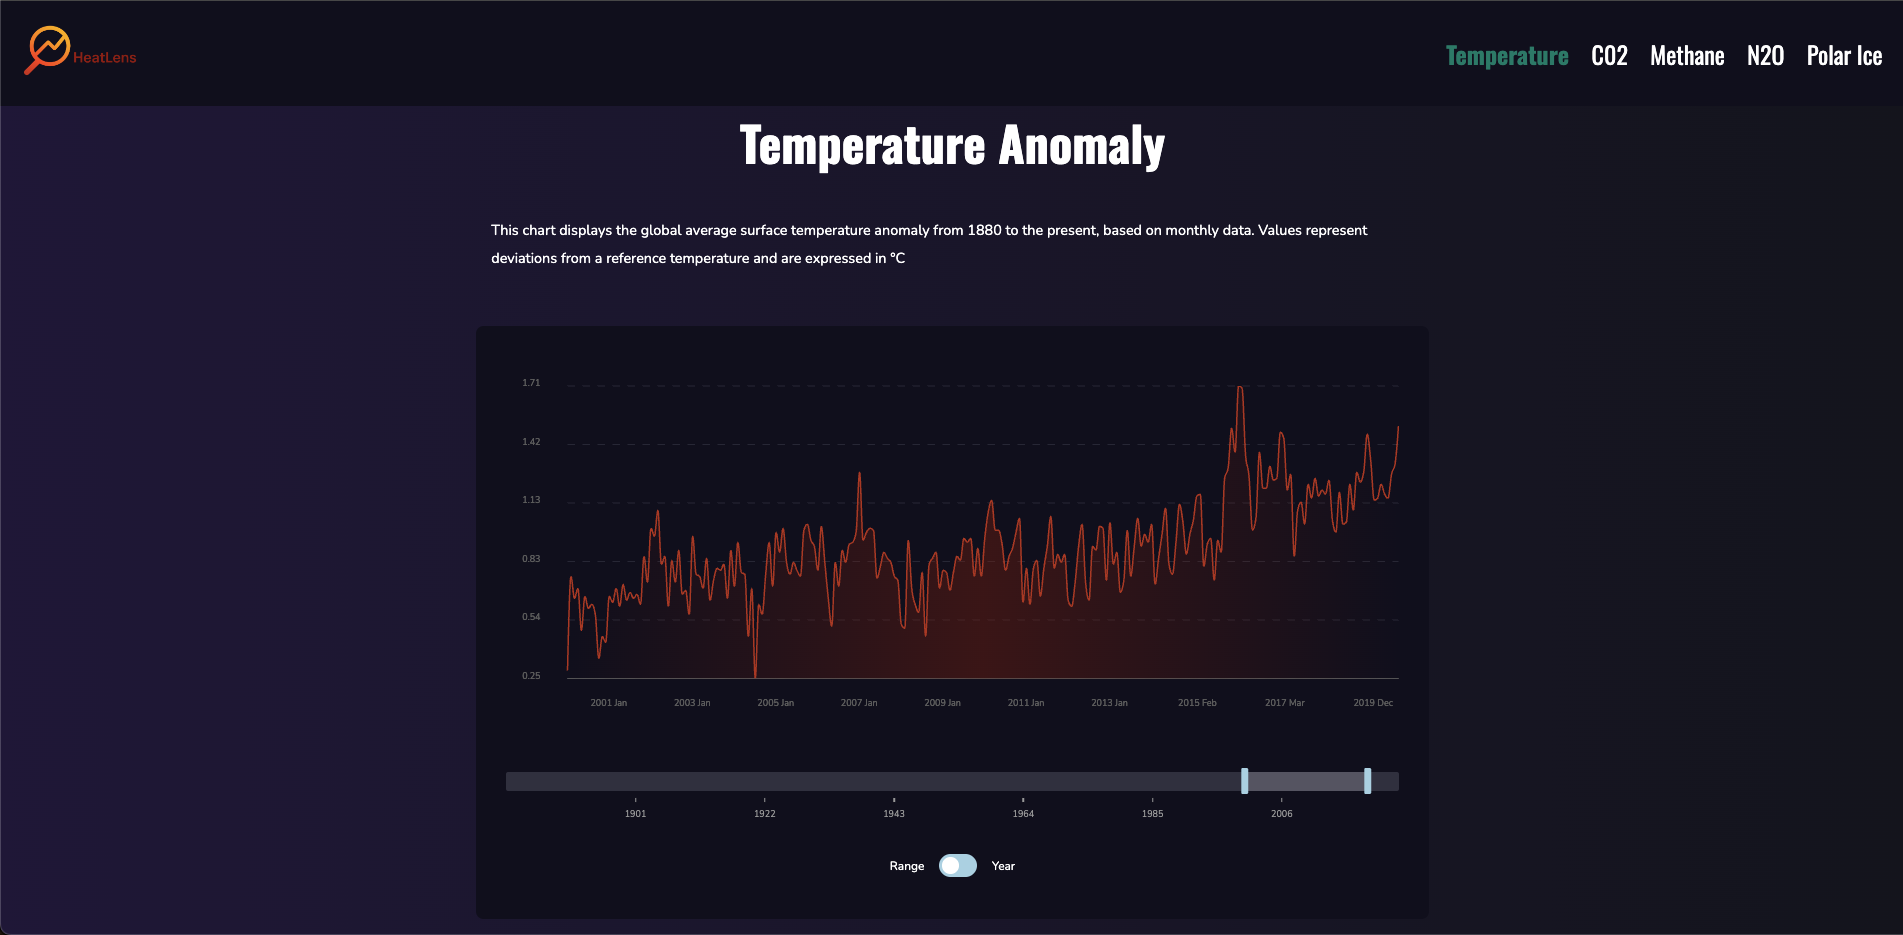 HeatLens
Temperature CO2 Methane N2O Polar Ice
Temperature Anomaly
This chart displays the global average surface temperature anomaly from 1880 to the present, based on monthly data. Values represent
deviations from a reference temperature and are expressed in °C
1.71
1.42
1.13
0.83
0.54
0.25
2001 Jan 2003 Jan 2005 Jan 2007 Jan 2009 Jan 2011 Jan 2013 Jan 2015 Feb 2017 Mar 2019 Dec
1901 1922 1943 1964 1985 2006
Range Year